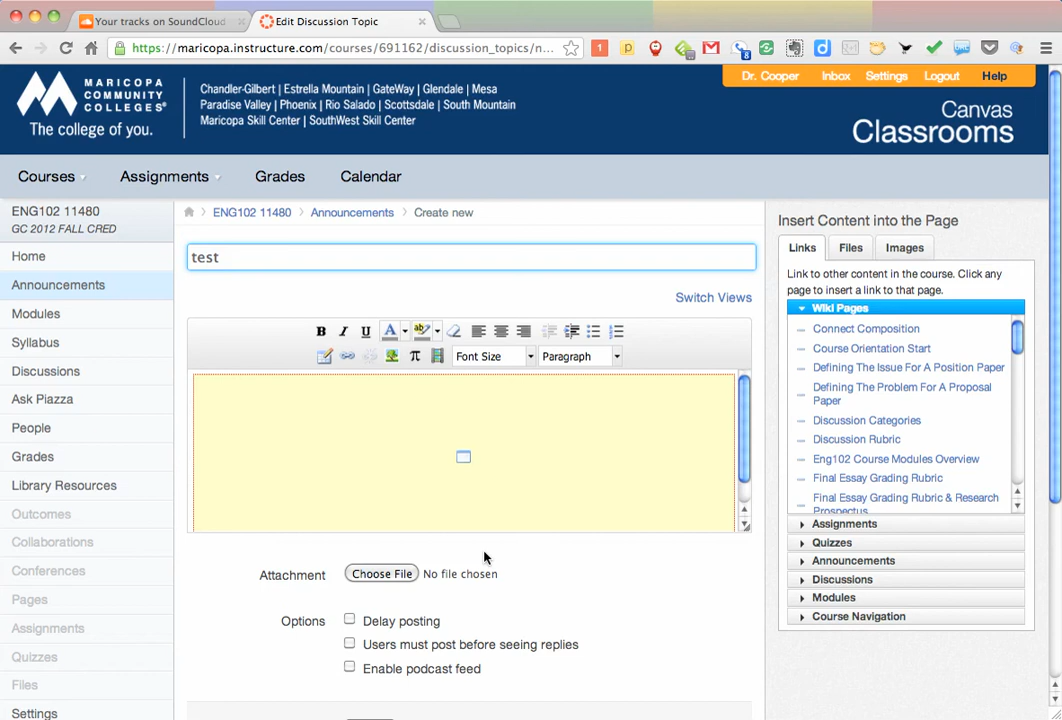 Your tracks on SoundCloud
Edit Discussion Topic
https://maricopa.instructure.com/courses/691162/discussion_topics/n...
MARICOPA
COMMUNITY
COLLEGES®
The college of you.
Chandler-Gilbert | Estrella Mountain | GateWay | Glendale | Mesa
Paradise Valley | Phoenix | Rio Salado | Scottsdale | South Mountain
Maricopa Skill Center | SouthWest Skill Center
Dr. Cooper Inbox Settings Logout Help
Canvas
Classrooms
Courses Assignments Grades Calendar
ENG102 11480
GC 2012 FALL CRED
Home
Announcements
Modules
Syllabus
Discussions
Ask Piazza
People
Grades
Library Resources
Outcomes
Collaborations
Conferences
Pages
Assignments
Quizzes
Files
Settings
ENG102 11480 Announcements Create new
test
Switch Views
B I U A ab
π Font Size Paragraph
Attachment Choose File No file chosen
Options Delay posting
Users must post before seeing replies
Enable podcast feed
Insert Content into the Page
Links Files Images
Link to other content in the course. Click any
page to insert a link to that page.
Wiki Pages
Connect Composition
Course Orientation Start
Defining The Issue For A Position Paper
Defining The Problem For A Proposal
Paper
Discussion Categories
Discussion Rubric
Eng102 Course Modules Overview
Final Essay Grading Rubric
Final Essay Grading Rubric & Research
Prospectus
Assignments
Quizzes
Announcements
Discussions
Modules
Course Navigation